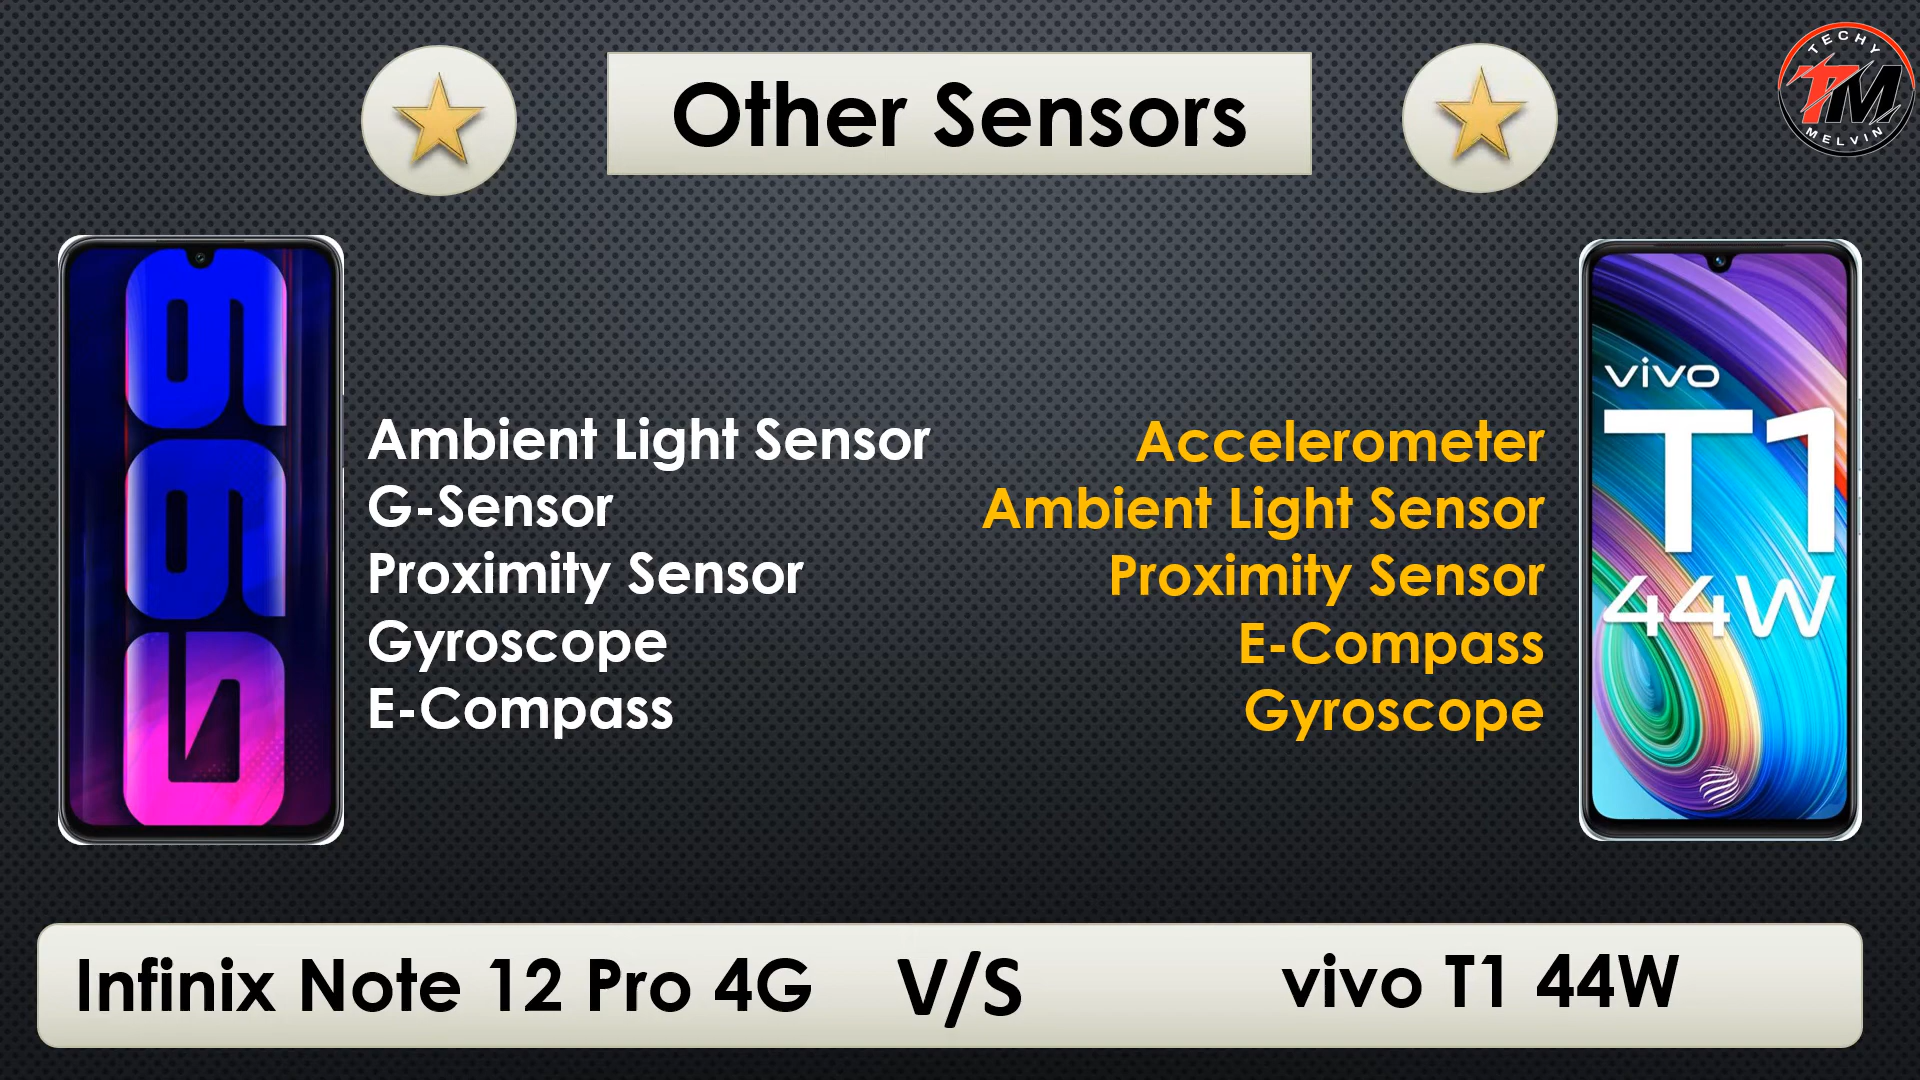 Other Sensors
TECHY
TM
MELVIN
Ambient Light Sensor
G-Sensor
Proximity Sensor
Gyroscope
E-Compass
Accelerometer
Ambient Light Sensor
Proximity Sensor
E-Compass
Gyroscope
vivo
T1
44W
Infinix Note 12 Pro 4G V/S vivo T1 44W